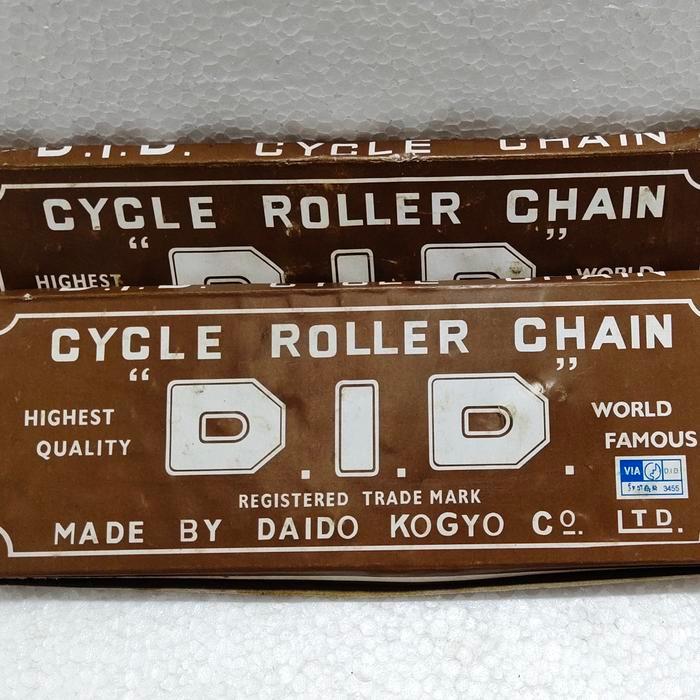 D.I.D. CYCLE CHAIN
CYCLE ROLLER CHAIN
HIGHEST "D.I.D" WORLD
CYCLE ROLLER CHAIN
“ D.I.D. ”
HIGHEST QUALITY
WORLD FAMOUS
VIA D.I.D.
3455
REGISTERED TRADE MARK
MADE BY DAIDO KOGYO Co. LTD.